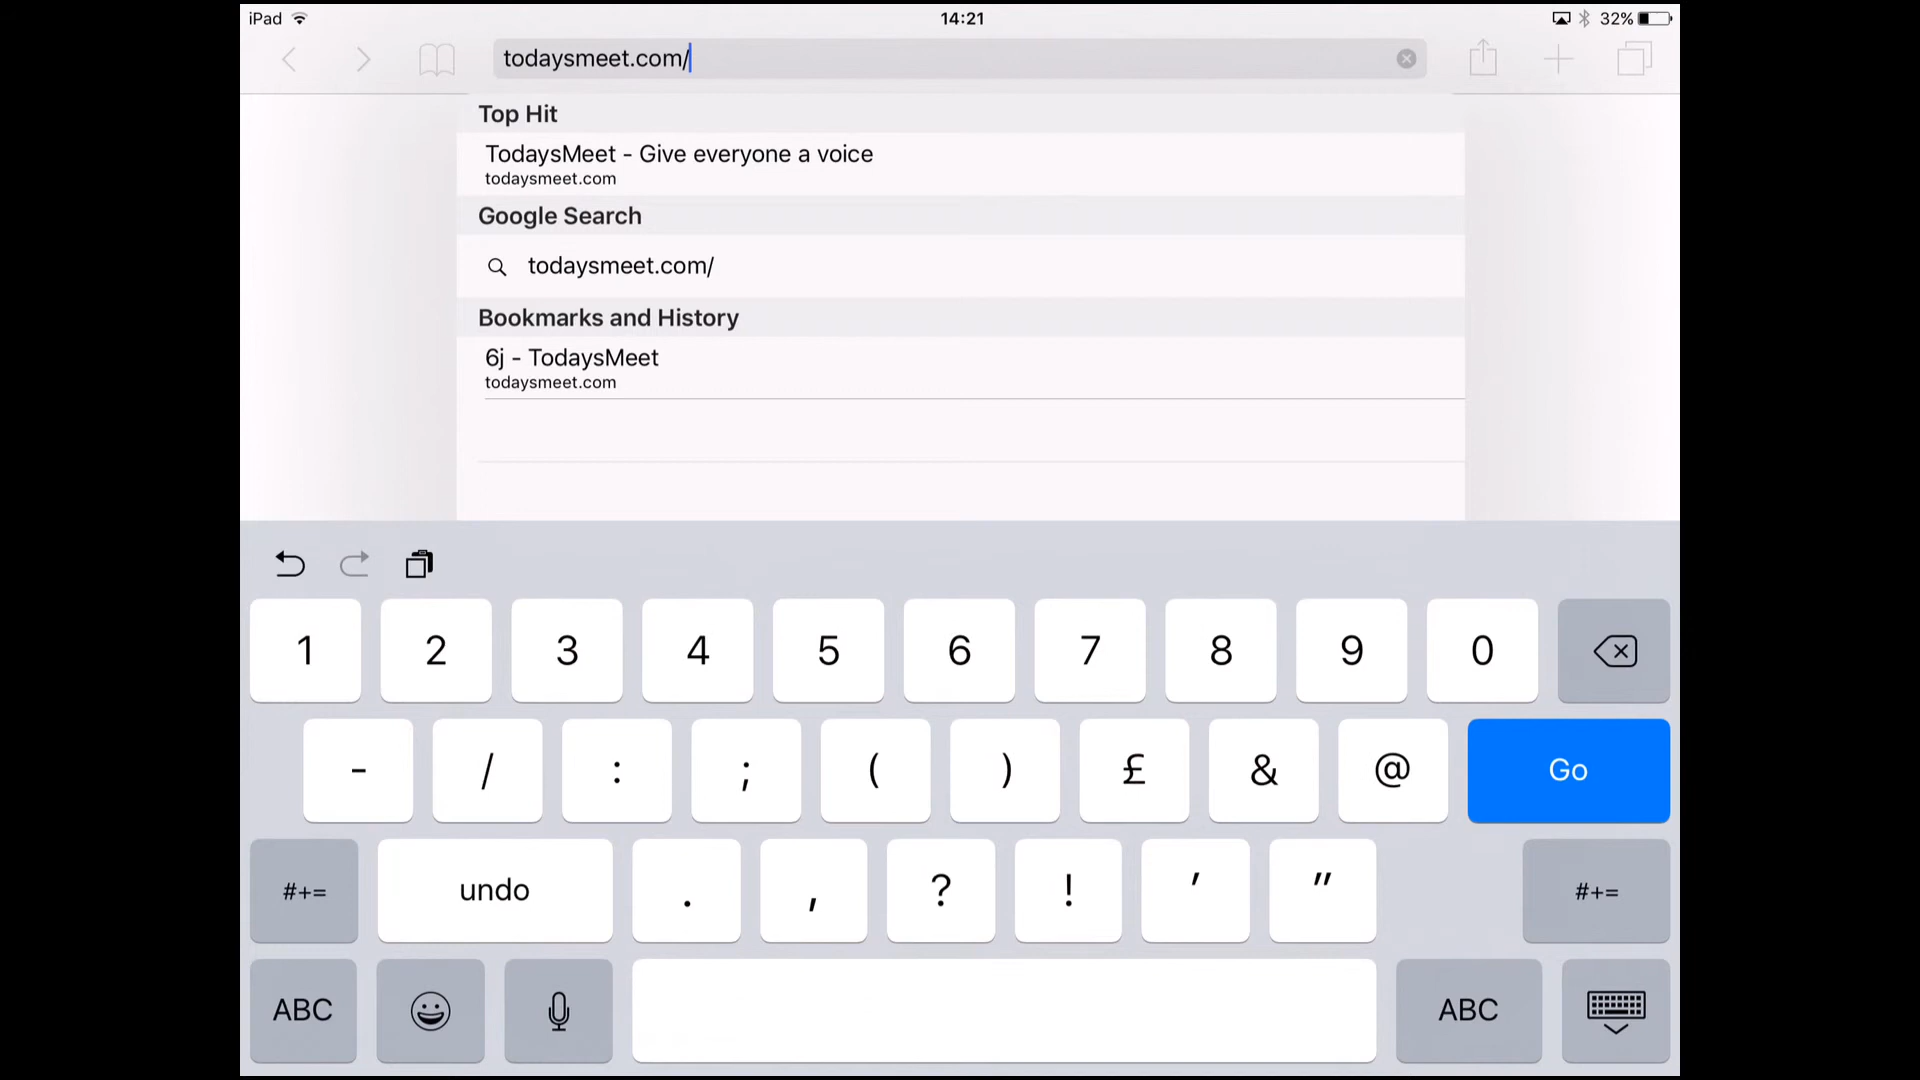 iPad 14:21 32%
todaysmeet.com/
Top Hit
TodaysMeet - Give everyone a voice
todaysmeet.com
Google Search
todaysmeet.com/
Bookmarks and History
6j - TodaysMeet
todaysmeet.com
1 2 3 4 5 6 7 8 9 0
- / : ; ( ) £ & @ Go
#+= undo . , ? ! ' " #+=
ABC ABC